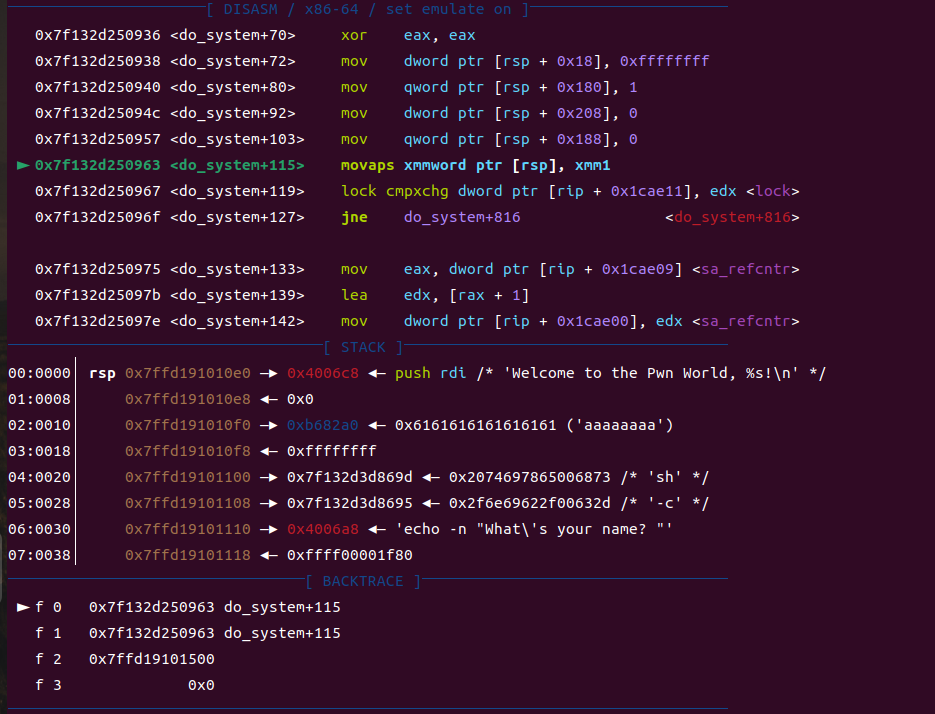 [ DISASM / x86-64 / set emulate on ]
0x7f132d250936 <do_system+70> xor eax, eax
0x7f132d250938 <do_system+72> mov dword ptr [rsp + 0x18], 0xffffffff
0x7f132d250940 <do_system+80> mov qword ptr [rsp + 0x180], 1
0x7f132d25094c <do_system+92> mov dword ptr [rsp + 0x208], 0
0x7f132d250957 <do_system+103> mov qword ptr [rsp + 0x188], 0
► 0x7f132d250963 <do_system+115> movaps xmmword ptr [rsp], xmm1
0x7f132d250967 <do_system+119> lock cmpxchg dword ptr [rip + 0x1cae11], edx <lock>
0x7f132d25096f <do_system+127> jne do_system+816 <do_system+816>
0x7f132d250975 <do_system+133> mov eax, dword ptr [rip + 0x1cae09] <sa_refcntr>
0x7f132d25097b <do_system+139> lea edx, [rax + 1]
0x7f132d25097e <do_system+142> mov dword ptr [rip + 0x1cae00], edx <sa_refcntr>
[ STACK ]
00:0000│ rsp 0x7ffd191010e0 —▸ 0x4006c8 ◂— push rdi /* 'Welcome to the Pwn World, %s!\n' */
01:0008│ 0x7ffd191010e8 ◂— 0x0
02:0010│ 0x7ffd191010f0 —▸ 0xb682a0 ◂— 0x6161616161616161 ('aaaaaaaa')
03:0018│ 0x7ffd191010f8 ◂— 0xffffffff
04:0020│ 0x7ffd19101100 —▸ 0x7f132d3d869d ◂— 0x2074697865006873 /* 'sh' */
05:0028│ 0x7ffd19101108 —▸ 0x7f132d3d8695 ◂— 0x2f6e69622f00632d /* '-c' */
06:0030│ 0x7ffd19101110 —▸ 0x4006a8 ◂— 'echo -n "What\'s your name? "'
07:0038│ 0x7ffd19101118 ◂— 0xffff00001f80
[ BACKTRACE ]
► f 0 0x7f132d250963 do_system+115
f 1 0x7f132d250963 do_system+115
f 2 0x7ffd19101500
f 3 0x0